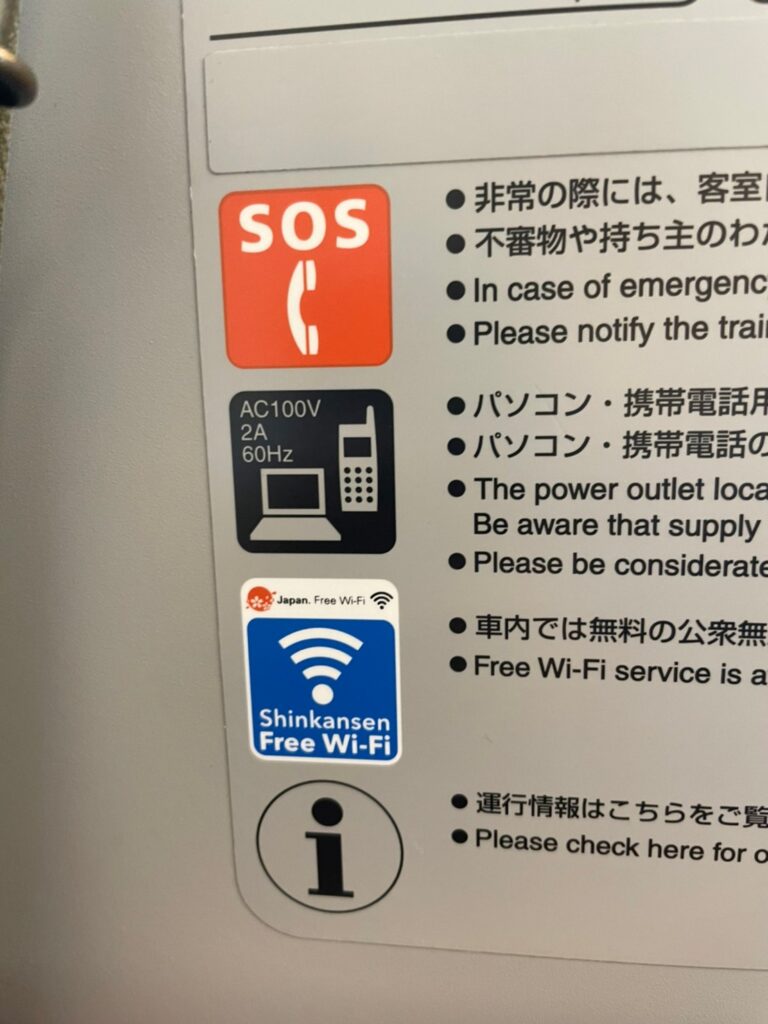 SOS
● 非常の際には、客室
● 不審物や持ち主のわ
● In case of emergency
● Please notify the trai
AC100V
2A
60Hz
● パソコン・携帯電話用
● パソコン・携帯電話の
● The power outlet loca
Be aware that supply
● Please be considerate
Japan. Free Wi-Fi
Shinkansen
Free Wi-Fi
● 車内では無料の公衆無
● Free Wi-Fi service is a
i
● 運行情報はこちらをご覧
● Please check here for o